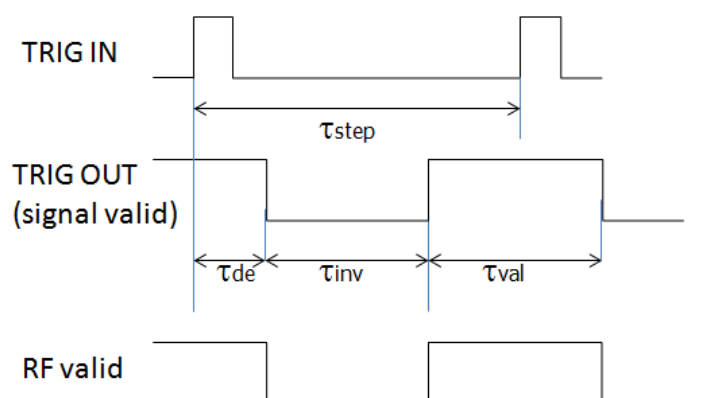 TRIG IN
τstep
TRIG OUT
(signal valid)
τde τinv τval
RF valid